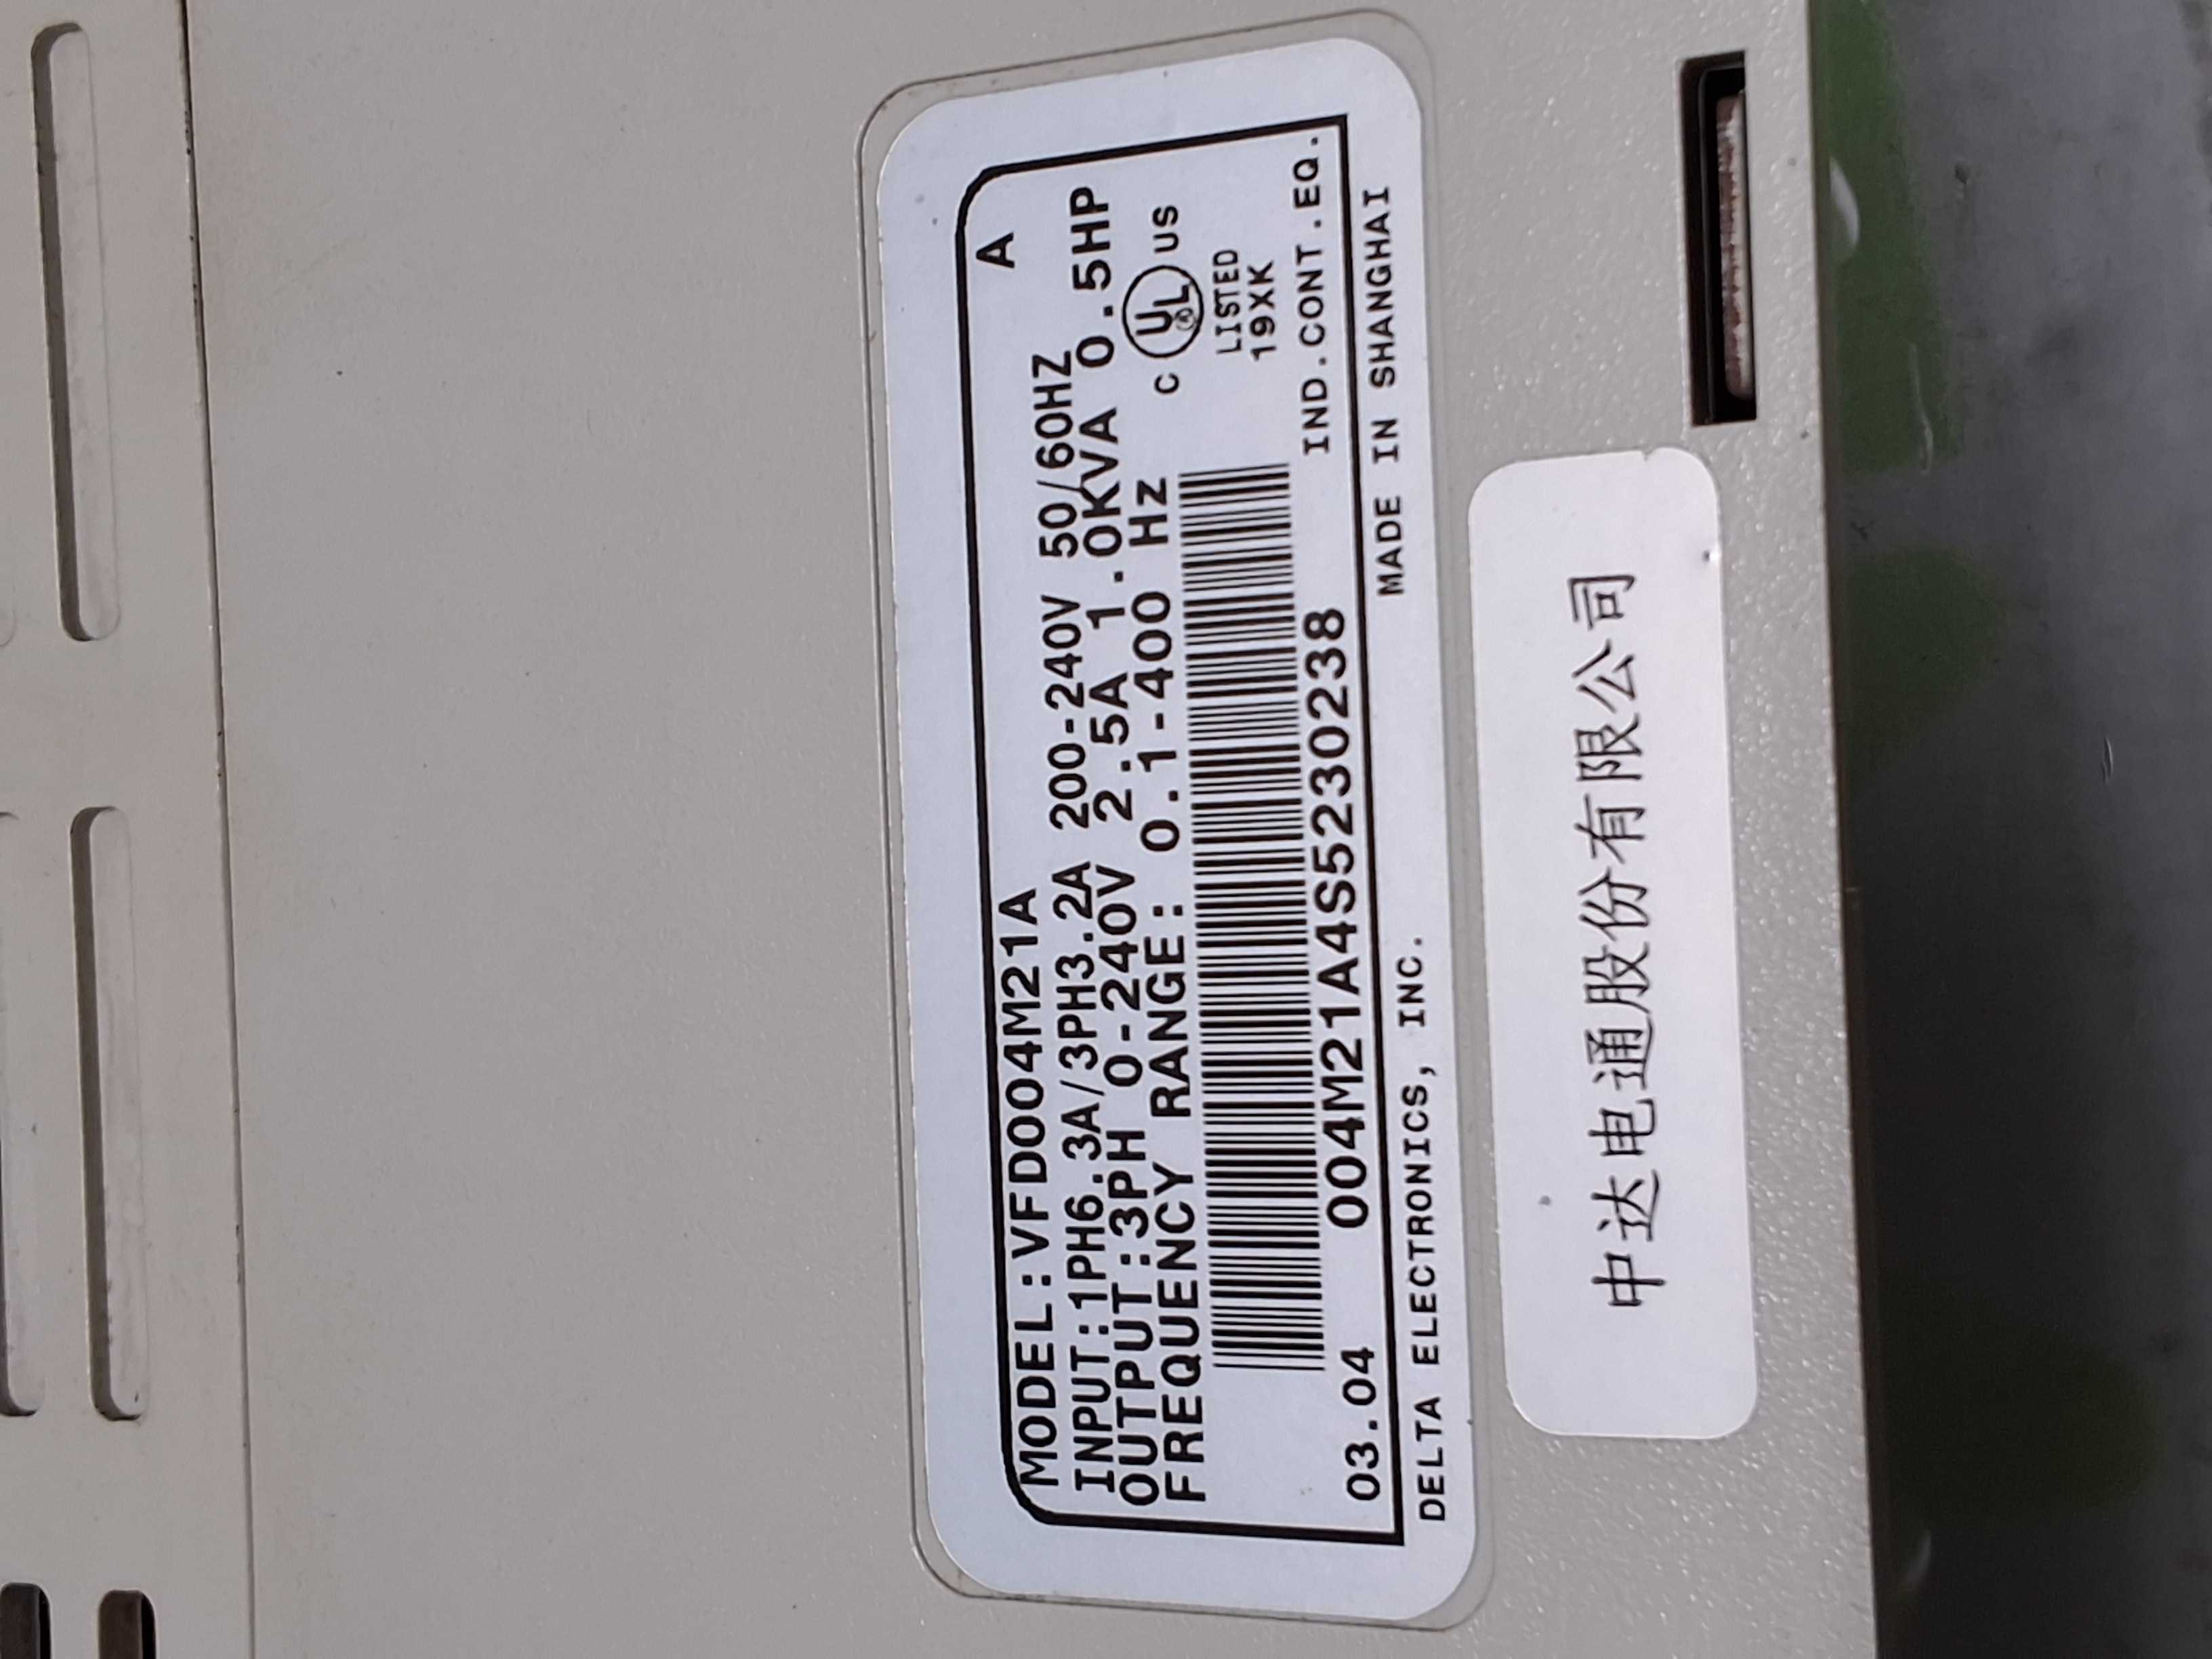 A
MODEL:VFD004M21A
INPUT:1PH6.3A/3PH3.2A 200-240V 50/60HZ
OUTPUT:3PH 0-240V 2.5A 1.0KVA 0.5HP
FREQUENCY RANGE: 0.1-400 Hz
C UL US
LISTED
19XK
IND.CONT.EQ.
03.04 004M21A4S5230238
DELTA ELECTRONICS, INC. MADE IN SHANGHAI
中达电通股份有限公司